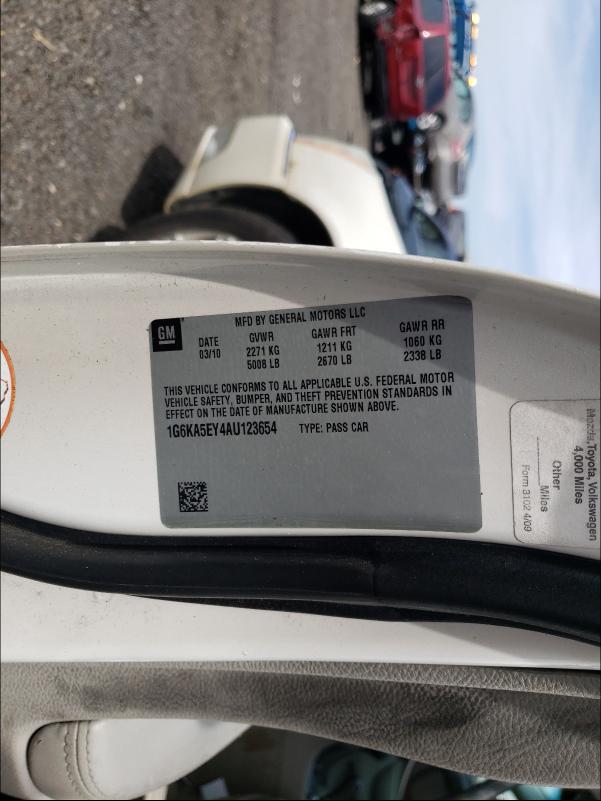 GM
MFD BY GENERAL MOTORS LLC
DATE GVWR GAWR FRT GAWR RR
03/10 2271 KG 1211 KG 1060 KG
5008 LB 2670 LB 2338 LB
THIS VEHICLE CONFORMS TO ALL APPLICABLE U.S. FEDERAL MOTOR
VEHICLE SAFETY, BUMPER, AND THEFT PREVENTION STANDARDS IN
EFFECT ON THE DATE OF MANUFACTURE SHOWN ABOVE.
1G6KA5EY4AU123654 TYPE: PASS CAR
Mazda, Toyota, Volkswagen
4,000 Miles
Other
Miles
Form 3102 4/09